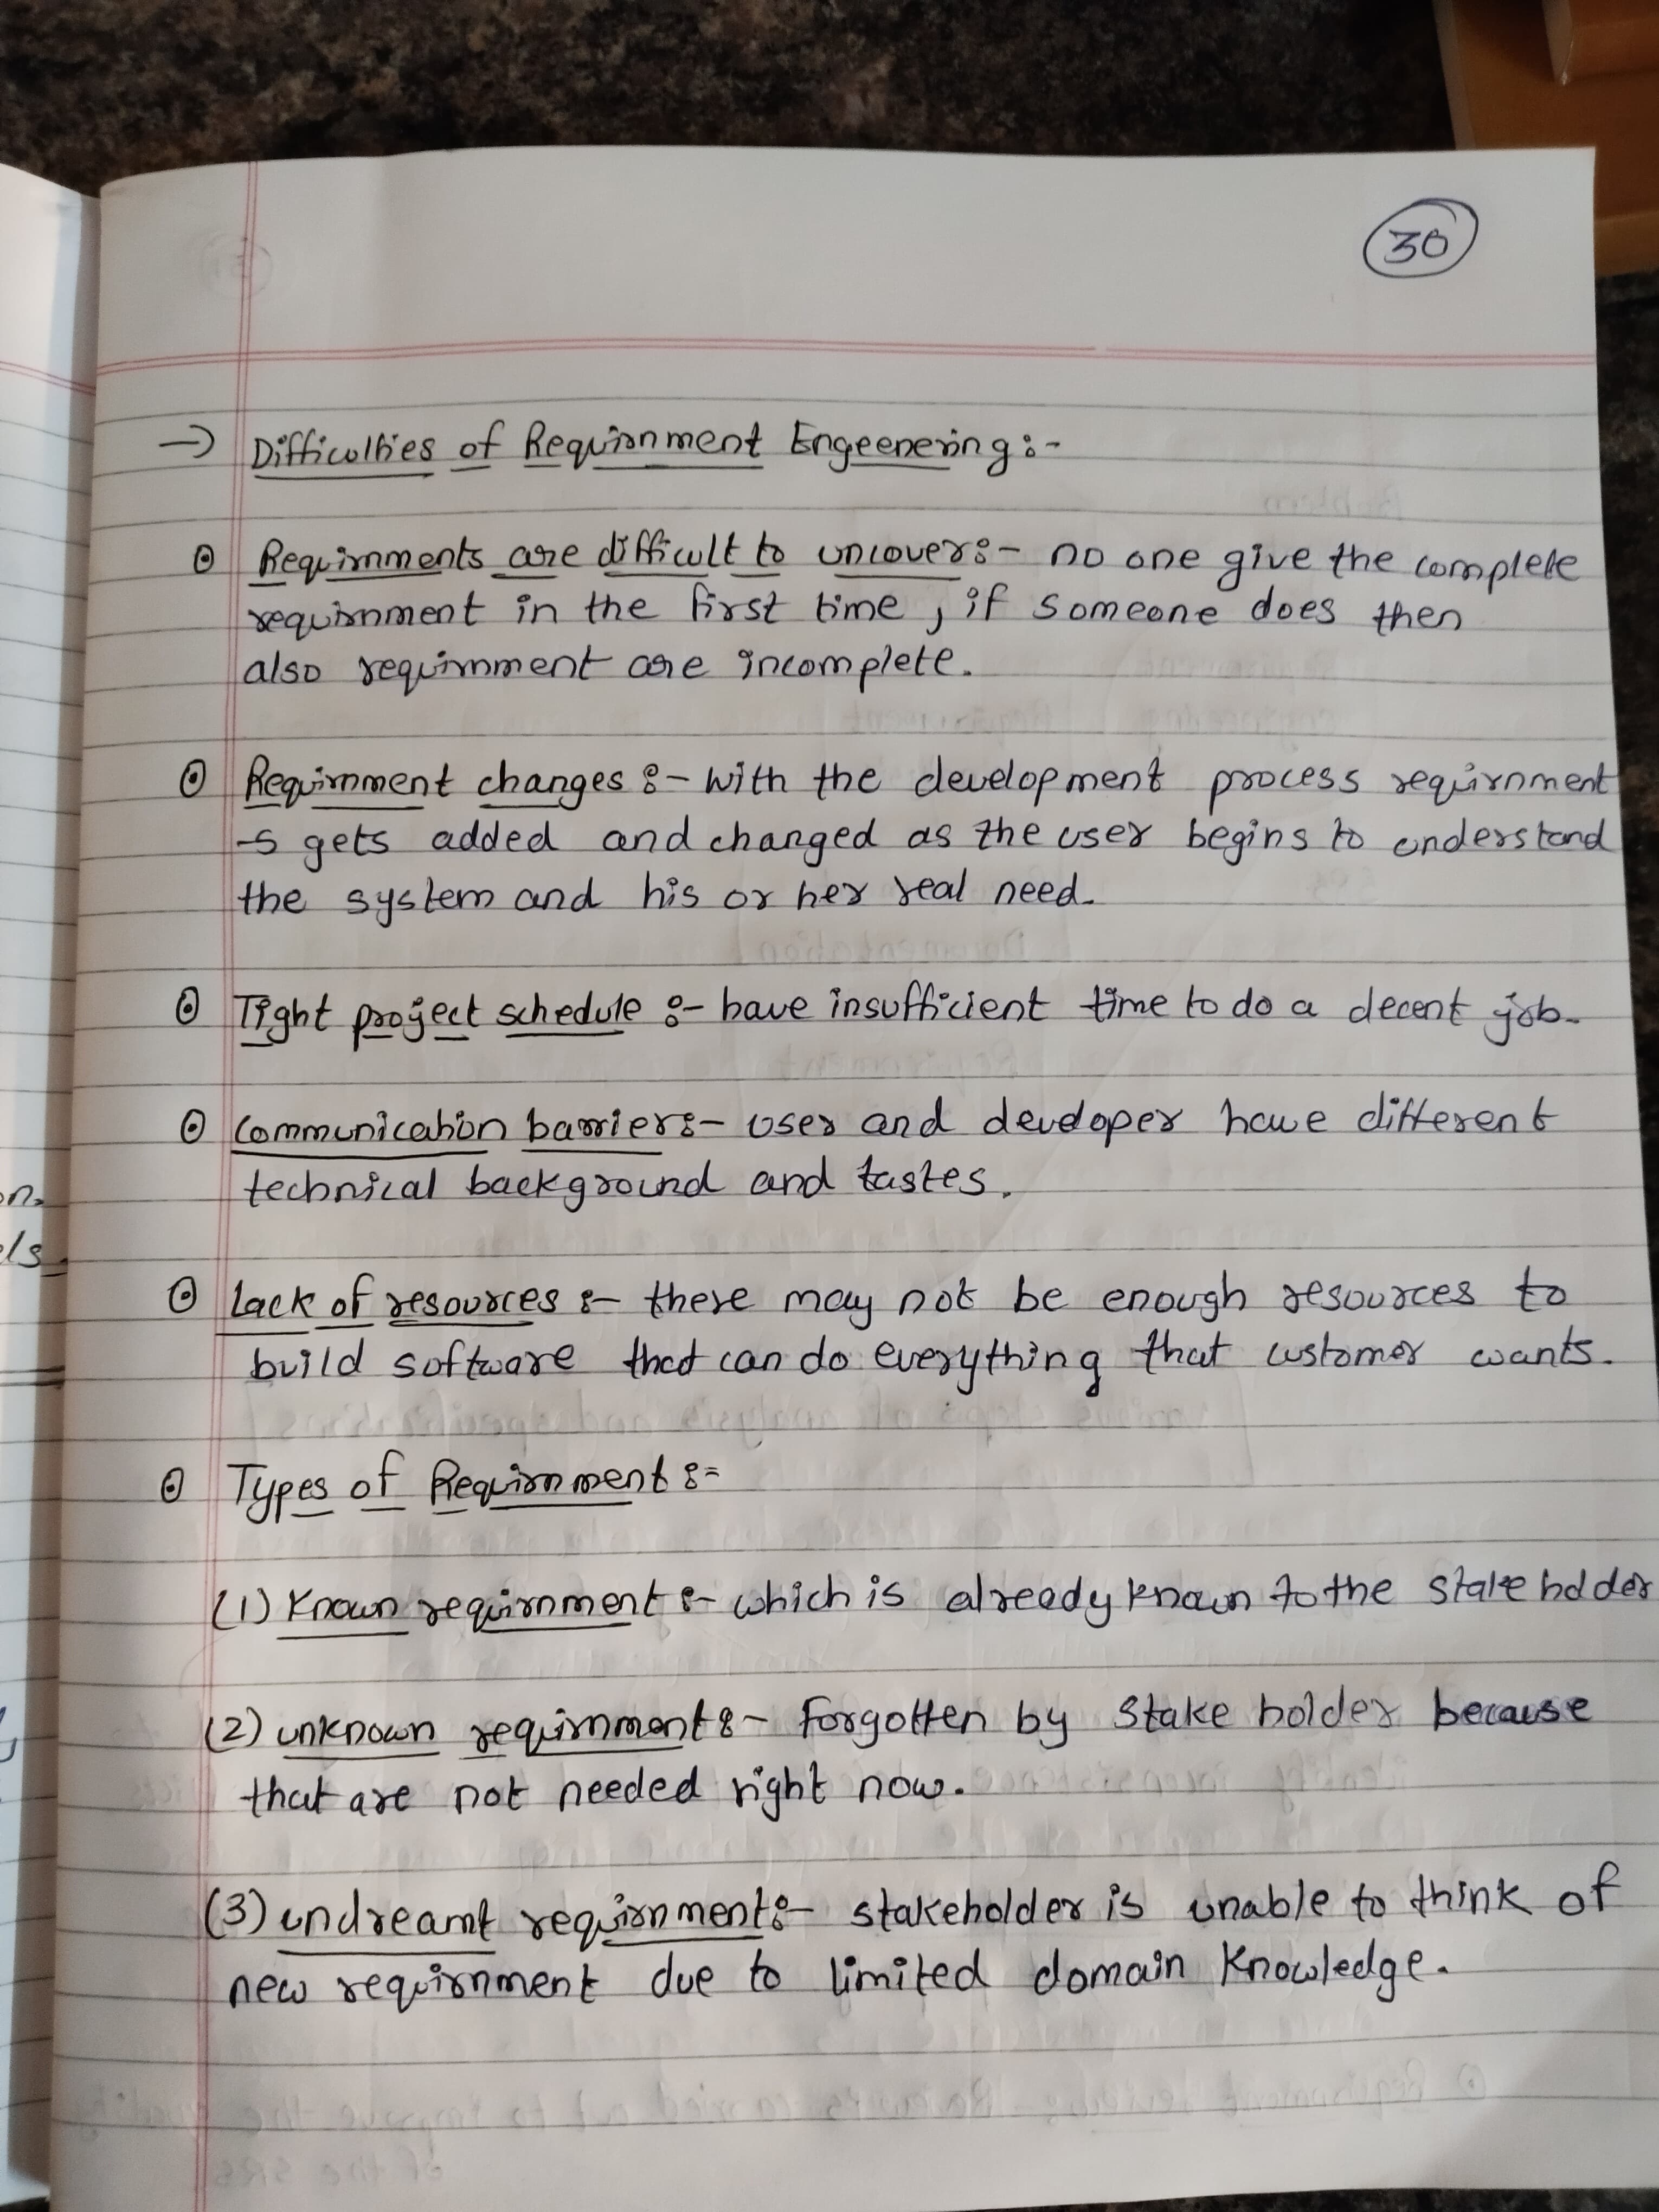 30
→ Difficulties of Requirnment Engeenering :-
⊙ Requirnments are difficult to uncover :- no one give the complete
requirnment in the first time , if someone does then
also requirnment are incomplete.
⊙ Requirnment changes :- with the development process requirnment
-s gets added and changed as the user begins to understand
the system and his or her real need.
⊙ Tight project schedule :- have insufficient time to do a decent job.
⊙ Communication barrier :- user and developer have different
technical background and tastes.
⊙ Lack of resources :- there may not be enough resources to
build software that can do everything that customer wants.
⊙ Types of Requirnment :-
(1) Known requirnment :- which is already known to the stake holder
(2) unknown requirnment :- Forgotten by stake holder because
that are not needed right now.
(3) undreamt requirnment :- stakeholder is unable to think of
new requirnment due to limited domain knowledge.